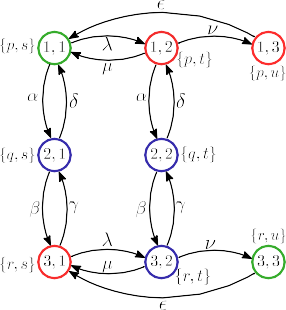 ϵ
{p, s} 1, 1 λ 1, 2 ν 1, 3
μ {p, t} {p, u}
α δ α δ
{q, s} 2, 1 2, 2 {q, t}
β γ β γ
λ ν {r, u}
{r, s} 3, 1 μ 3, 2 3, 3
{r, t}
ϵ